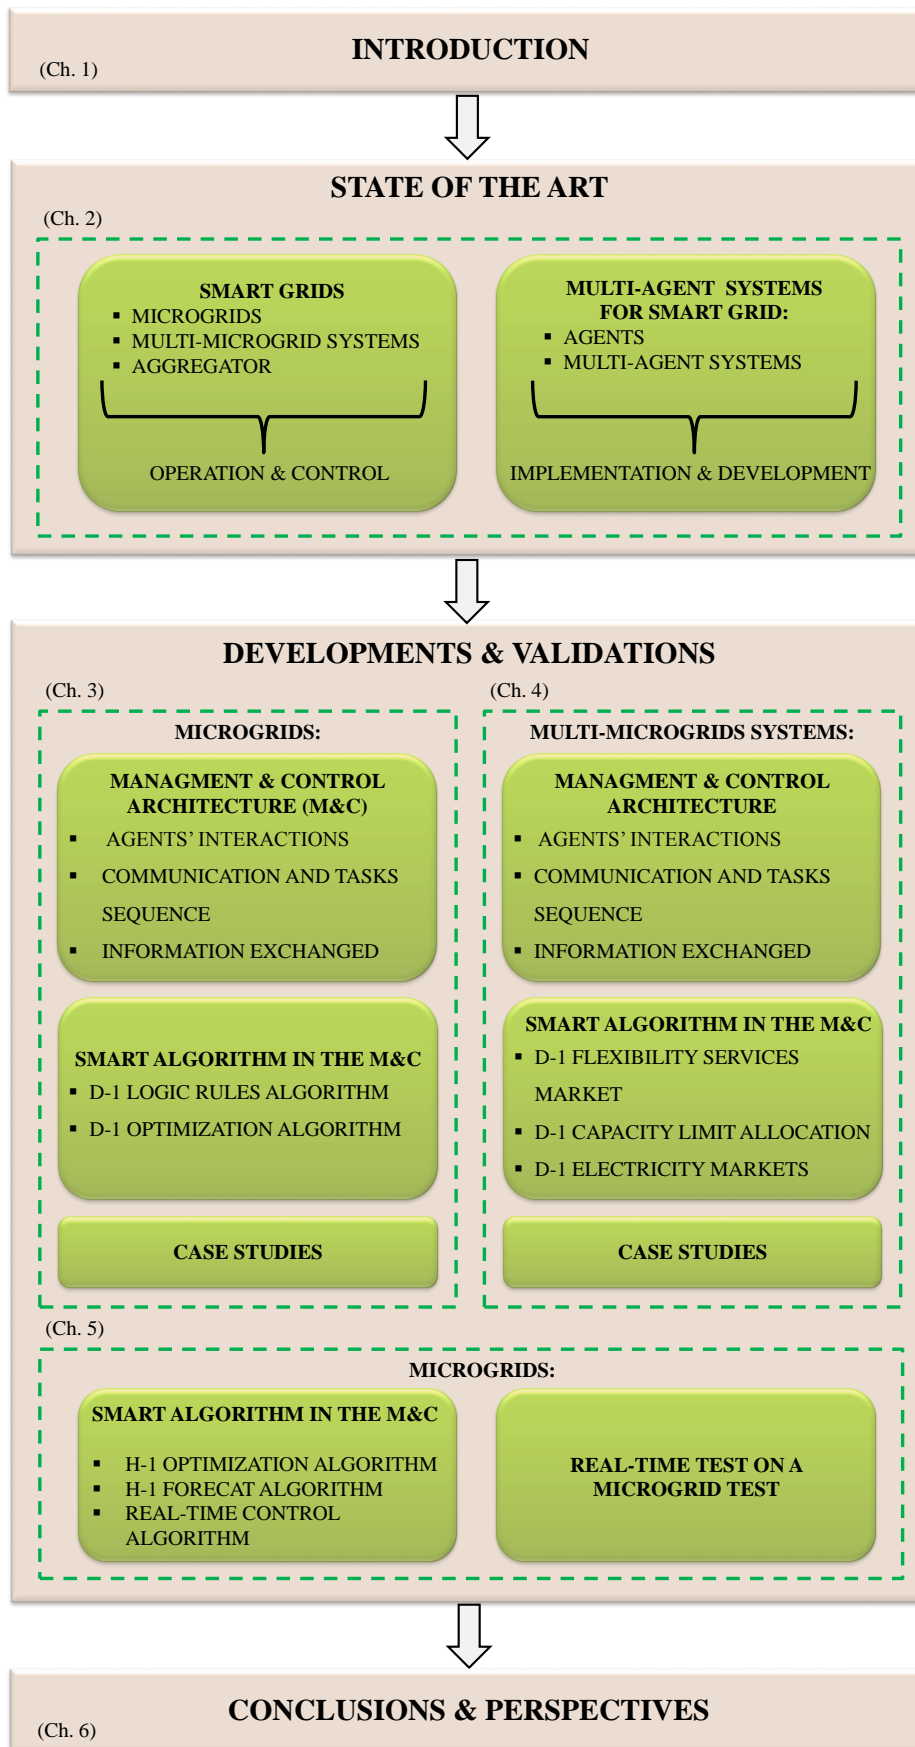 INTRODUCTION
(Ch. 1)
STATE OF THE ART
(Ch. 2)
SMART GRIDS
▪ MICROGRIDS
▪ MULTI-MICROGRID SYSTEMS
▪ AGGREGATOR
OPERATION & CONTROL
MULTI-AGENT SYSTEMS
FOR SMART GRID:
▪ AGENTS
▪ MULTI-AGENT SYSTEMS
IMPLEMENTATION & DEVELOPMENT
DEVELOPMENTS & VALIDATIONS
(Ch. 3)
MICROGRIDS:
MANAGMENT & CONTROL
ARCHITECTURE (M&C)
▪ AGENTS' INTERACTIONS
▪ COMMUNICATION AND TASKS
SEQUENCE
▪ INFORMATION EXCHANGED
SMART ALGORITHM IN THE M&C
▪ D-1 LOGIC RULES ALGORITHM
▪ D-1 OPTIMIZATION ALGORITHM
CASE STUDIES
(Ch. 4)
MULTI-MICROGRIDS SYSTEMS:
MANAGMENT & CONTROL
ARCHITECTURE
▪ AGENTS' INTERACTIONS
▪ COMMUNICATION AND TASKS
SEQUENCE
▪ INFORMATION EXCHANGED
SMART ALGORITHM IN THE M&C
▪ D-1 FLEXIBILITY SERVICES
MARKET
▪ D-1 CAPACITY LIMIT ALLOCATION
▪ D-1 ELECTRICITY MARKETS
CASE STUDIES
(Ch. 5)
MICROGRIDS:
SMART ALGORITHM IN THE M&C
▪ H-1 OPTIMIZATION ALGORITHM
▪ H-1 FORECAT ALGORITHM
▪ REAL-TIME CONTROL
ALGORITHM
REAL-TIME TEST ON A
MICROGRID TEST
CONCLUSIONS & PERSPECTIVES
(Ch. 6)